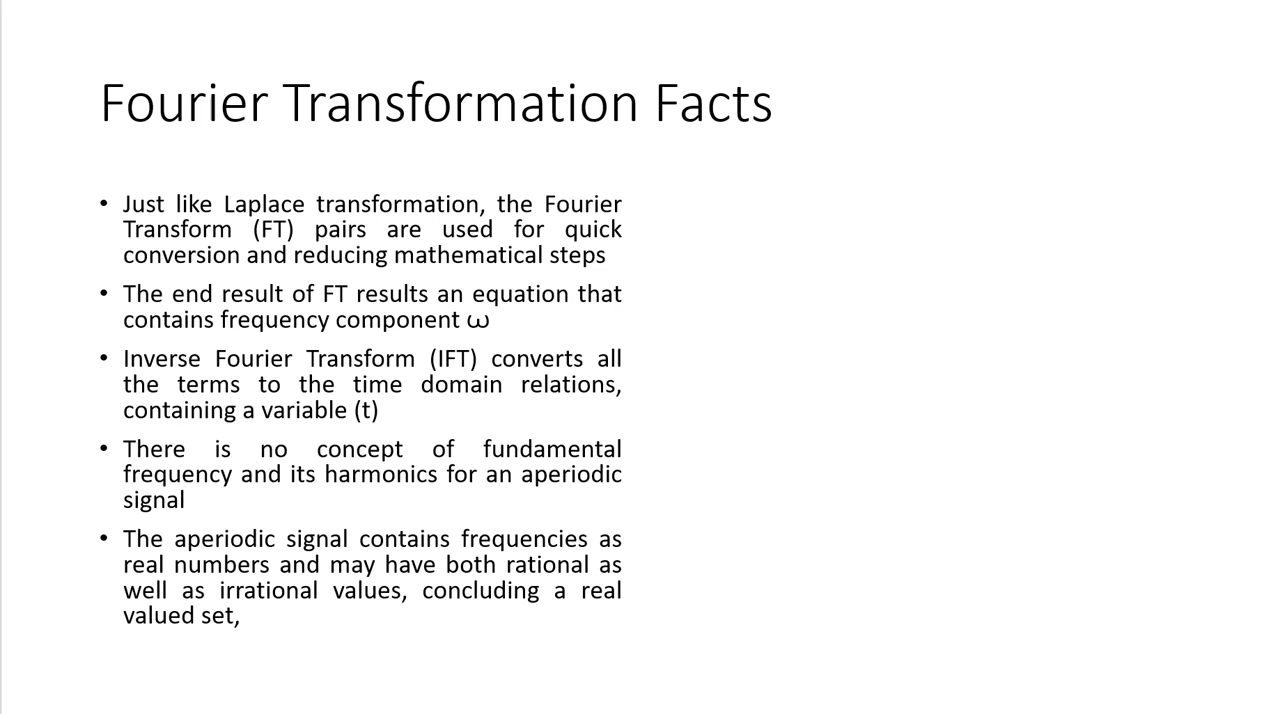 Fourier Transformation Facts
• Just like Laplace transformation, the Fourier
Transform (FT) pairs are used for quick
conversion and reducing mathematical steps
• The end result of FT results an equation that
contains frequency component ω
• Inverse Fourier Transform (IFT) converts all
the terms to the time domain relations,
containing a variable (t)
• There is no concept of fundamental
frequency and its harmonics for an aperiodic
signal
• The aperiodic signal contains frequencies as
real numbers and may have both rational as
well as irrational values, concluding a real
valued set,